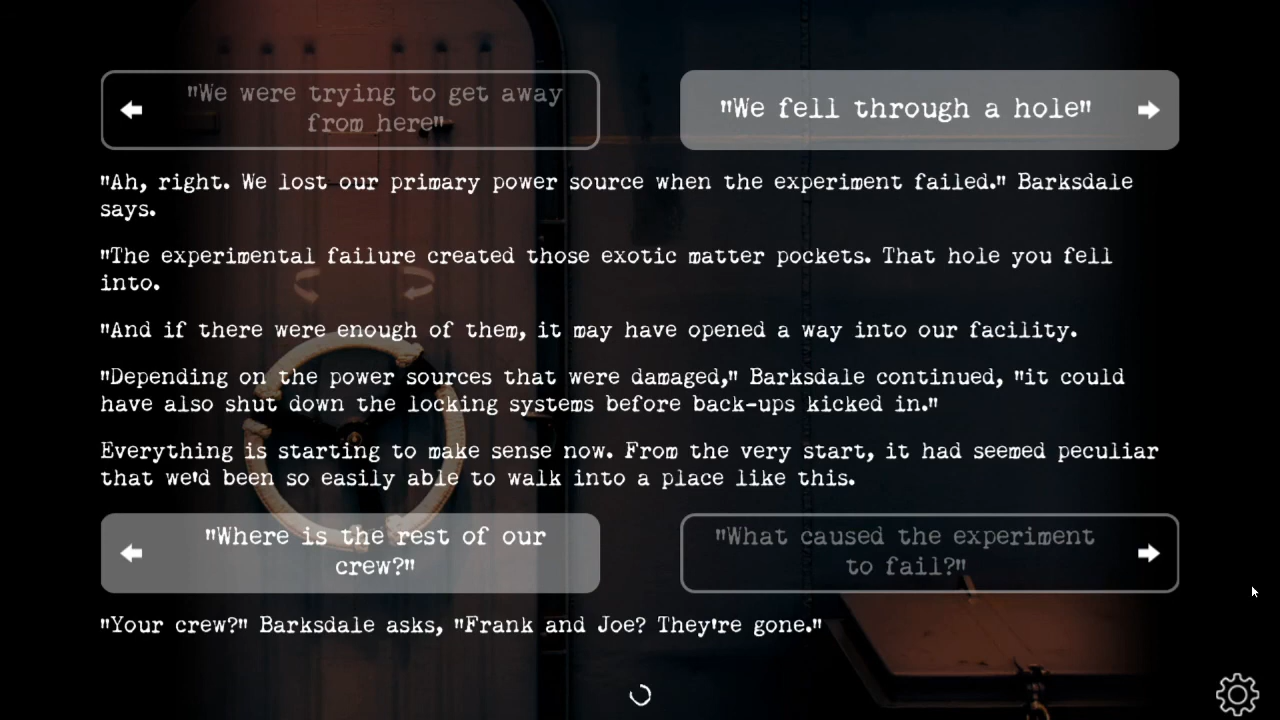 "We were trying to get away
from here"
"We fell through a hole"
"Ah, right. We lost our primary power source when the experiment failed." Barksdale
says.
"The experimental failure created those exotic matter pockets. That hole you fell
into.
"And if there were enough of them, it may have opened a way into our facility.
"Depending on the power sources that were damaged," Barksdale continued, "it could
have also shut down the locking systems before back-ups kicked in."
Everything is starting to make sense now. From the very start, it had seemed peculiar
that we'd been so easily able to walk into a place like this.
"Where is the rest of our
crew?"
"What caused the experiment
to fail?"
"Your crew?" Barksdale asks, "Frank and Joe? They're gone."